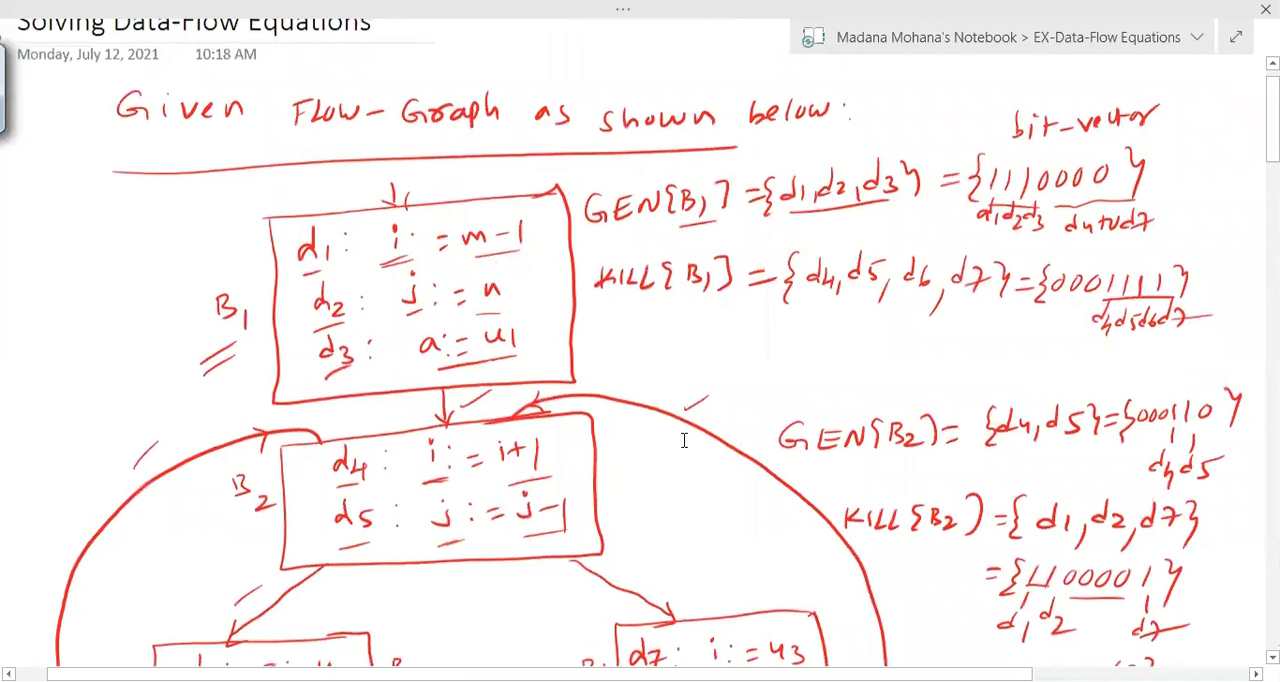 Solving Data-Flow Equations
Monday, July 12, 2021 10:18 AM
Madana Mohana's Notebook > EX-Data-Flow Equations
Given Flow-Graph as shown below:
bit-vector
GEN[B1] = {d1, d2, d3} = {1110000}
d1d2d3 d4 to d7
d1: i: = m-1
KILL[B1] = {d4, d5, d6, d7} = {0001111}
d4d5d6d7
d2: j: = n
B1
d3: a: = u1
GEN{B2) = {d4, d5} = {000110}
d4 d5
d4: i: = i+1
B2
d5: j: = j-1
KILL{B2) = {d1, d2, d7}
= {1100001}
d1 d2 d7
d7: i: = u3